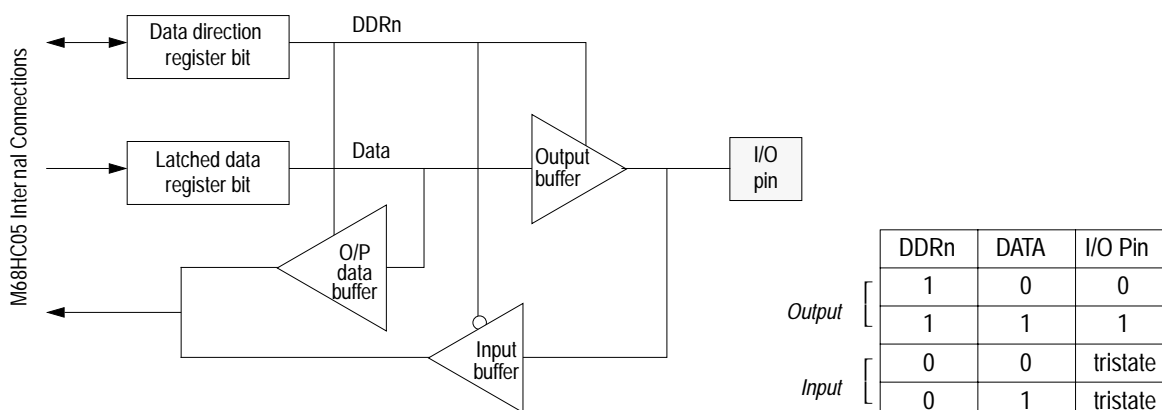 M68HC05 Internal Connections
Data direction
register bit
DDRn
Latched data
register bit
Data
Output
buffer
I/O
pin
O/P
data
buffer
Input
buffer
DDRn DATA I/O Pin
Output
1 0 0
1 1 1
Input
0 0 tristate
0 1 tristate